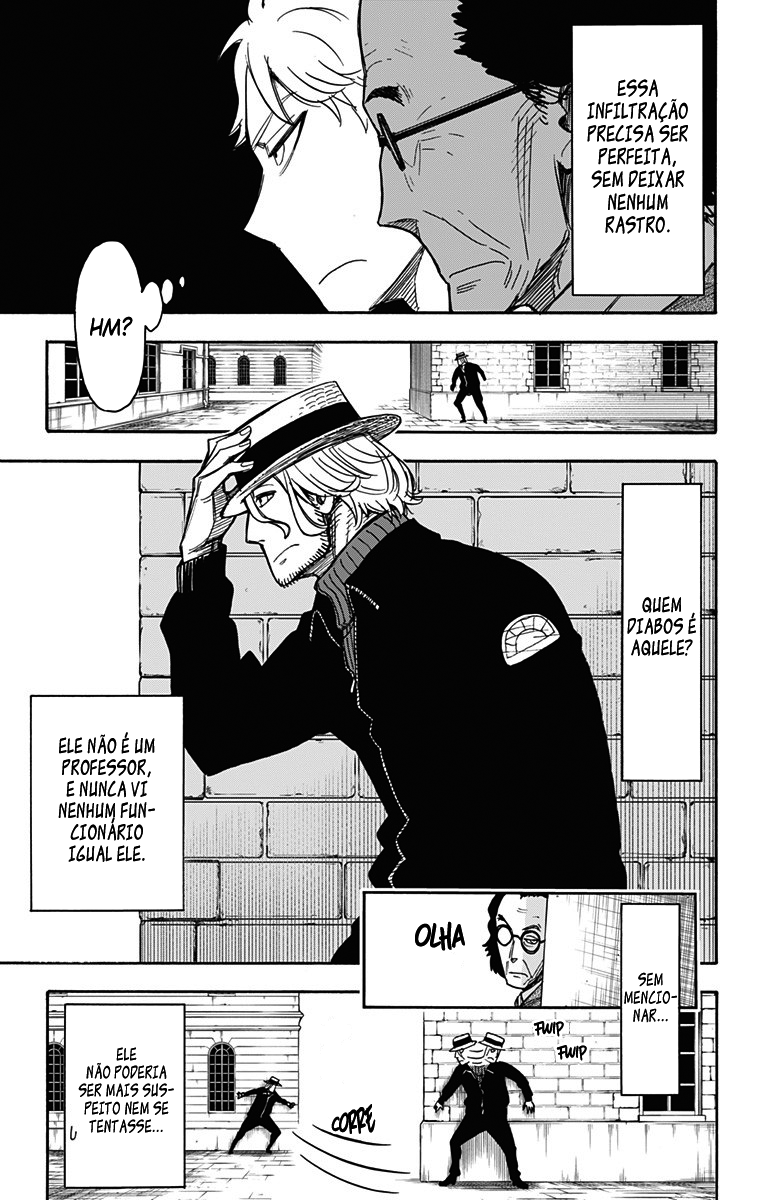 ESSA
INFILTRAÇÃO
PRECISA SER
PERFEITA,
SEM DEIXAR
NENHUM
RASTRO.
HM?
QUEM
DIABOS É
AQUELE?
ELE NÃO É UM
PROFESSOR,
E NUNCA VI
NENHUM FUN-
CIONÁRIO
IGUAL ELE.
OLHA
SEM
MENCIO-
NAR...
ELE
NÃO PODERIA
SER MAIS SUS-
PEITO NEM SE
TENTASSE...
CORRE
FWIP
FWIP